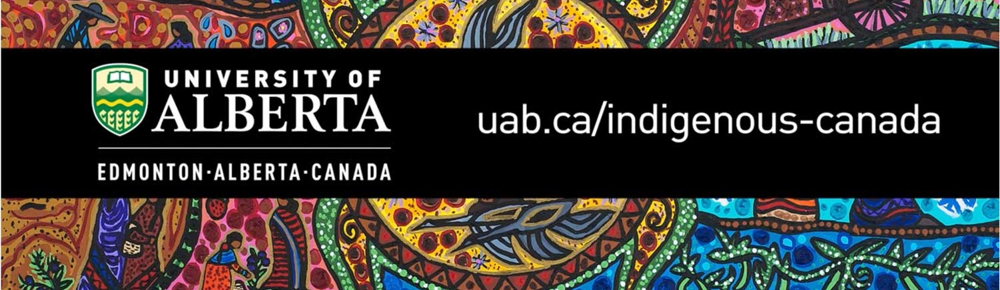 UNIVERSITY OF
ALBERTA
EDMONTON·ALBERTA·CANADA
uab.ca/indigenous-canada